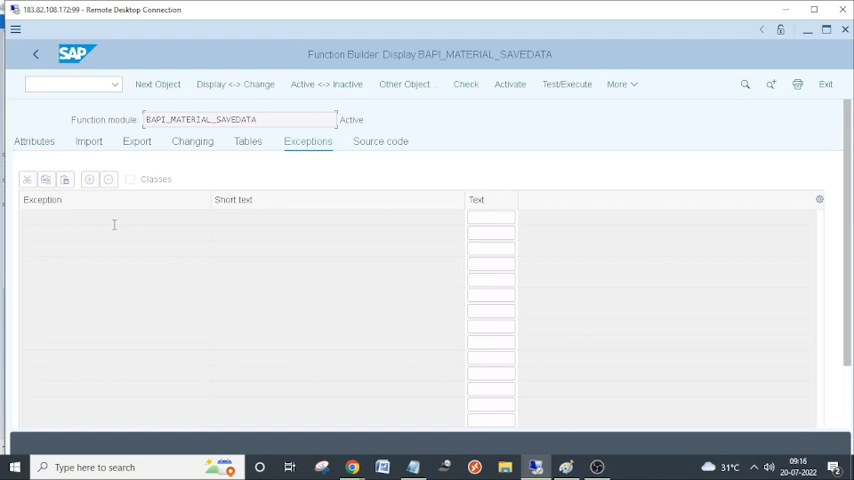 183.82.108.172:99 - Remote Desktop Connection
SAP
Function Builder: Display BAPI_MATERIAL_SAVEDATA
Next Object Display <-> Change Active <-> Inactive Other Object... Check Activate Test/Execute More Exit
Function module: BAPI_MATERIAL_SAVEDATA Active
Attributes Import Export Changing Tables Exceptions Source code
Classes
Exception Short text Text
Type here to search
31°C
09:16
20-07-2022
2